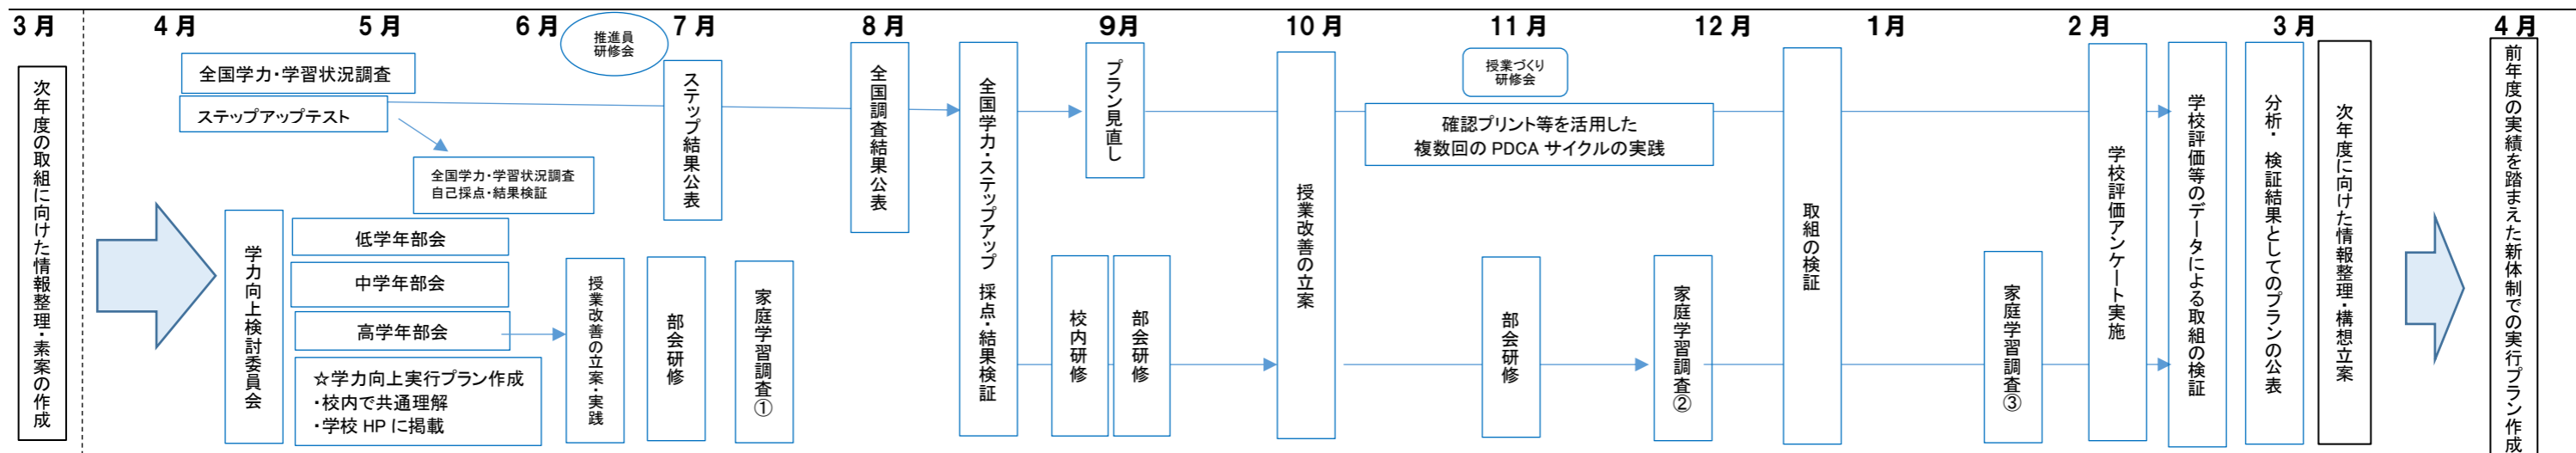 3月
4月
5月
6月
7月
8月
9月
10月
11月
12月
1月
2月
3月
4月
次年度の取組に向けた情報整理・素案の作成
全国学力・学習状況調査
ステップアップテスト
全国学力・学習状況調査
自己採点・結果検証
学力向上検討委員会
低学年部会
中学年部会
高学年部会
☆学力向上実行プラン作成
・校内で共通理解
・学校 HP に掲載
推進員
研修会
授業改善の立案・実践
ステップ結果公表
部会研修
家庭学習調査①
全国調査結果公表
全国学力・ステップアップ 採点・結果検証
プラン見直し
校内研修
部会研修
授業改善の立案
授業づくり
研修会
確認プリント等を活用した
複数回の PDCA サイクルの実践
部会研修
家庭学習調査②
取組の検証
家庭学習調査③
学校評価アンケート実施
学校評価等のデータによる取組の検証
分析・ 検証結果としてのプランの公表
次年度に向けた情報整理・構想立案
前年度の実績を踏まえた新体制での実行プラン作成